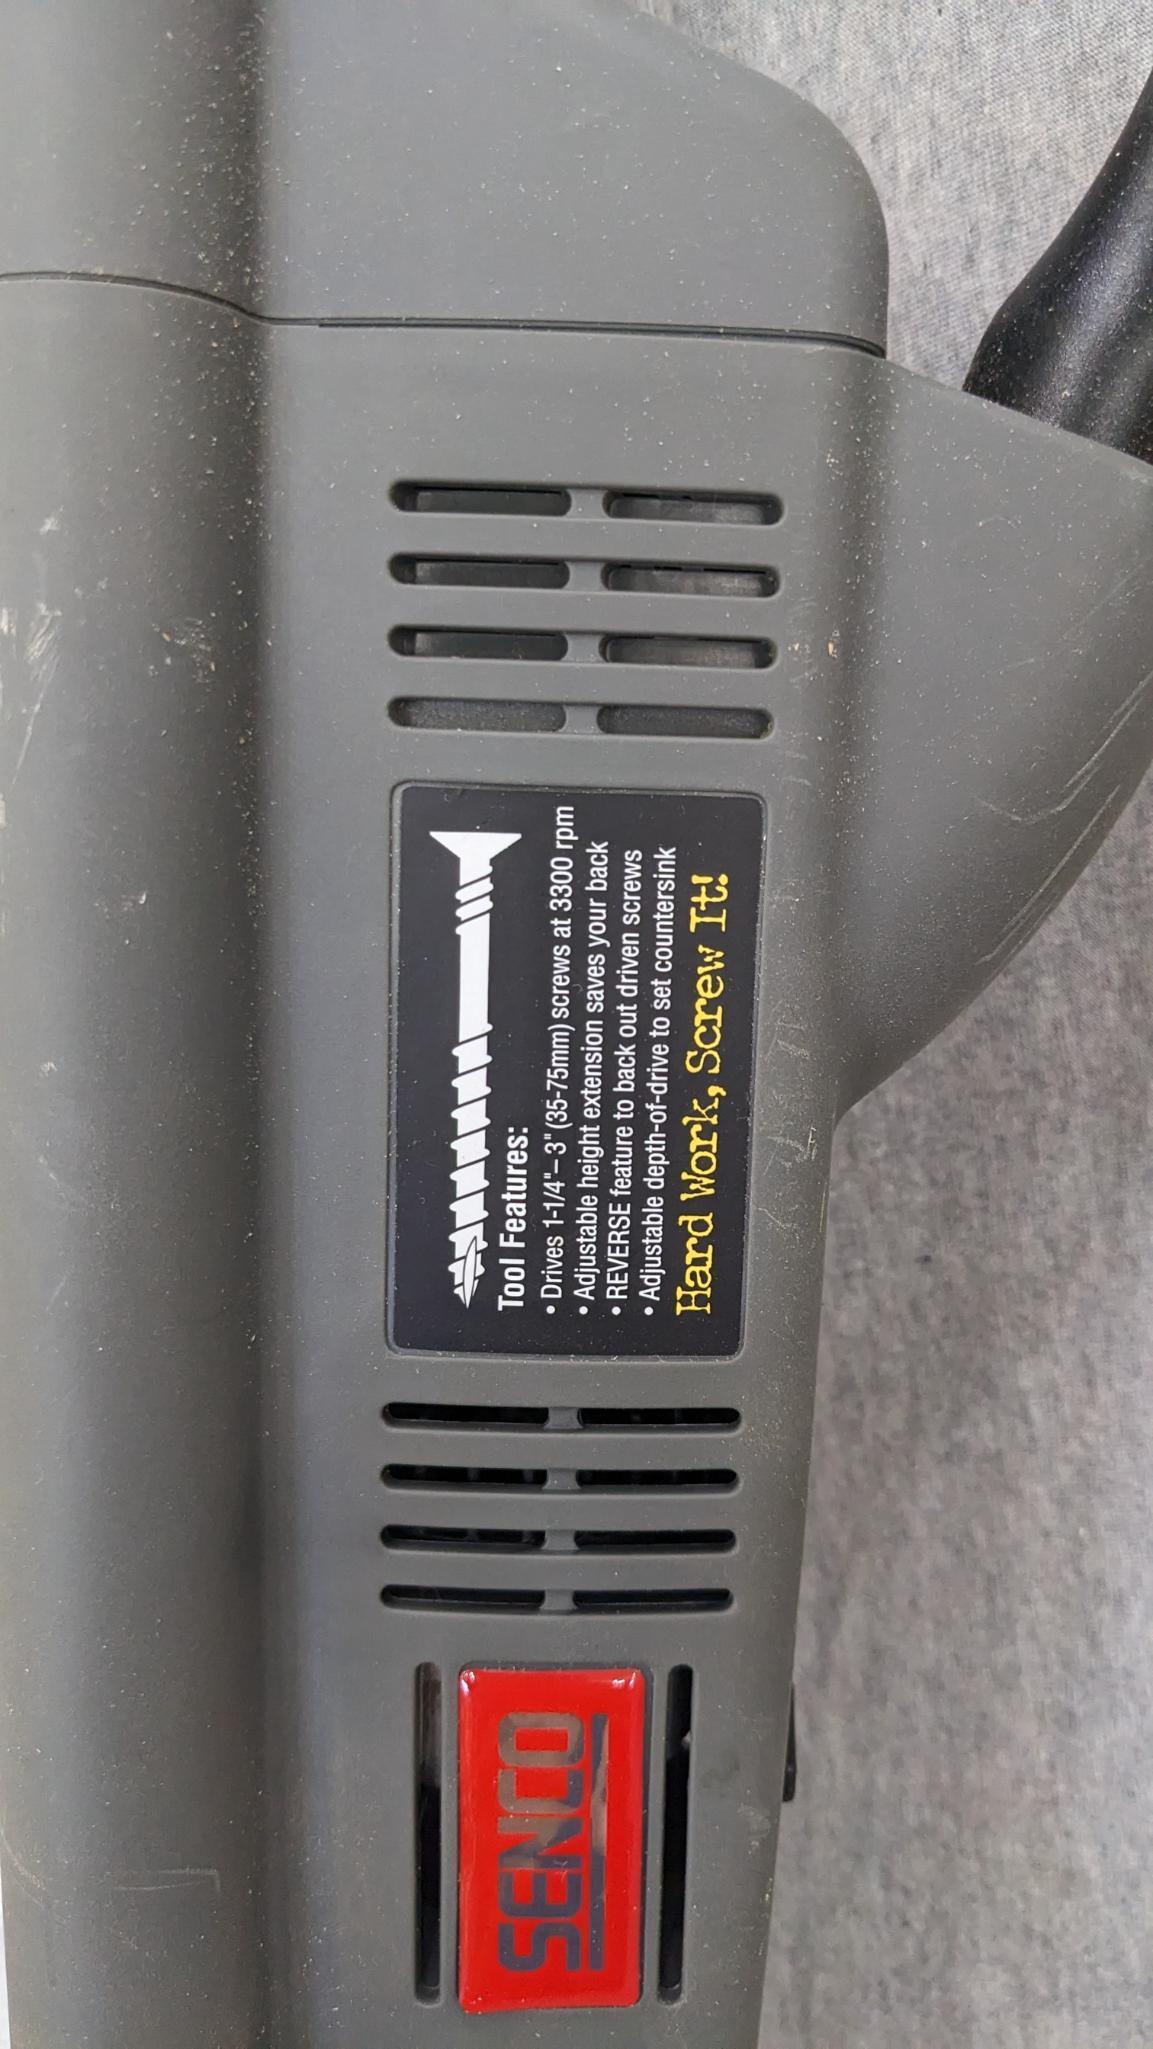 Tool Features:
• Drives 1-1/4"– 3" (35-75mm) screws at 3300 rpm
• Adjustable height extension saves your back
• REVERSE feature to back out driven screws
• Adjustable depth-of-drive to set countersink
Hard Work, Screw It!
SENCO